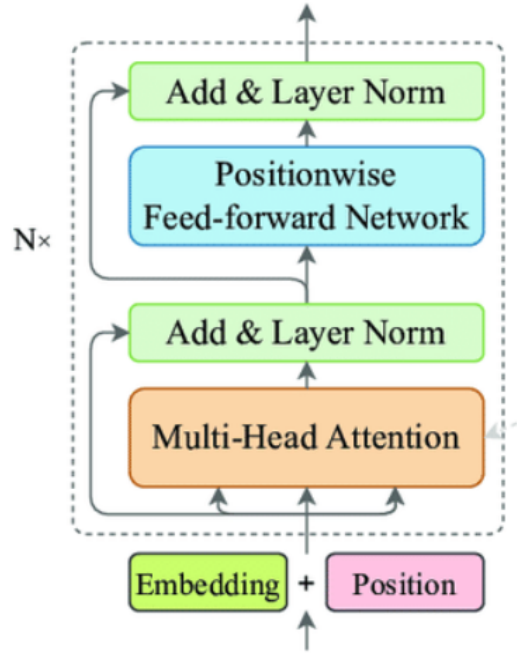 Add & Layer Norm
Positionwise
Feed-forward Network
N×
Add & Layer Norm
Multi-Head Attention
Embedding + Position